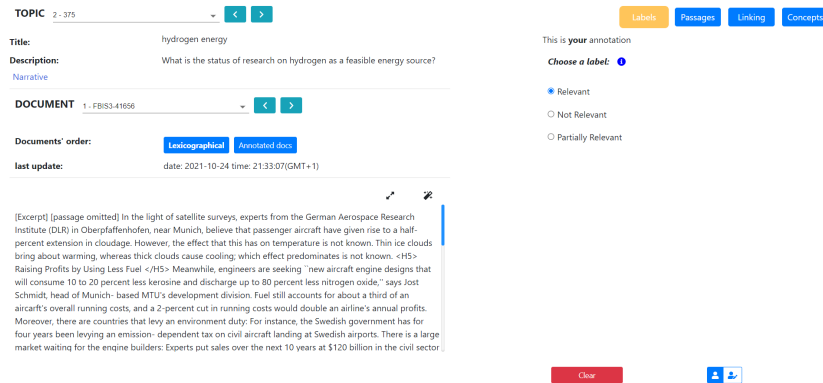 TOPIC 2 - 375
Labels Passages Linking Concepts
Title: hydrogen energy
This is your annotation
Description: What is the status of research on hydrogen as a feasible energy source?
Choose a label:
Narrative
Relevant
DOCUMENT 1 - FBIS3-41656
Not Relevant
Partially Relevant
Documents' order: Lexicographical Annotated docs
last update: date: 2021-10-24 time: 21:33:07(GMT+1)
[Excerpt] [passage omitted] In the light of satellite surveys, experts from the German Aerospace Research
Institute (DLR) in Oberpfaffenhofen, near Munich, believe that passenger aircraft have given rise to a half-
percent extension in cloudage. However, the effect that this has on temperature is not known. Thin ice clouds
bring about warming, whereas thick clouds cause cooling; which effect predominates is not known. <H5>
Raising Profits by Using Less Fuel </H5> Meanwhile, engineers are seeking ``new aircraft engine designs that
will consume 10 to 20 percent less kerosine and discharge up to 80 percent less nitrogen oxide,'' says Jost
Schmidt, head of Munich- based MTU's development division. Fuel still accounts for about a third of an
aircarft's overall running costs, and a 2-percent cut in running costs would double an airline's annual profits.
Moreover, there are countries that levy an environment duty: For instance, the Swedish government has for
four years been levying an emission- dependent tax on civil aircraft landing at Swedish airports. There is a large
market waiting for the engine builders: Experts put sales over the next 10 years at $120 billion in the civil sector
Clear